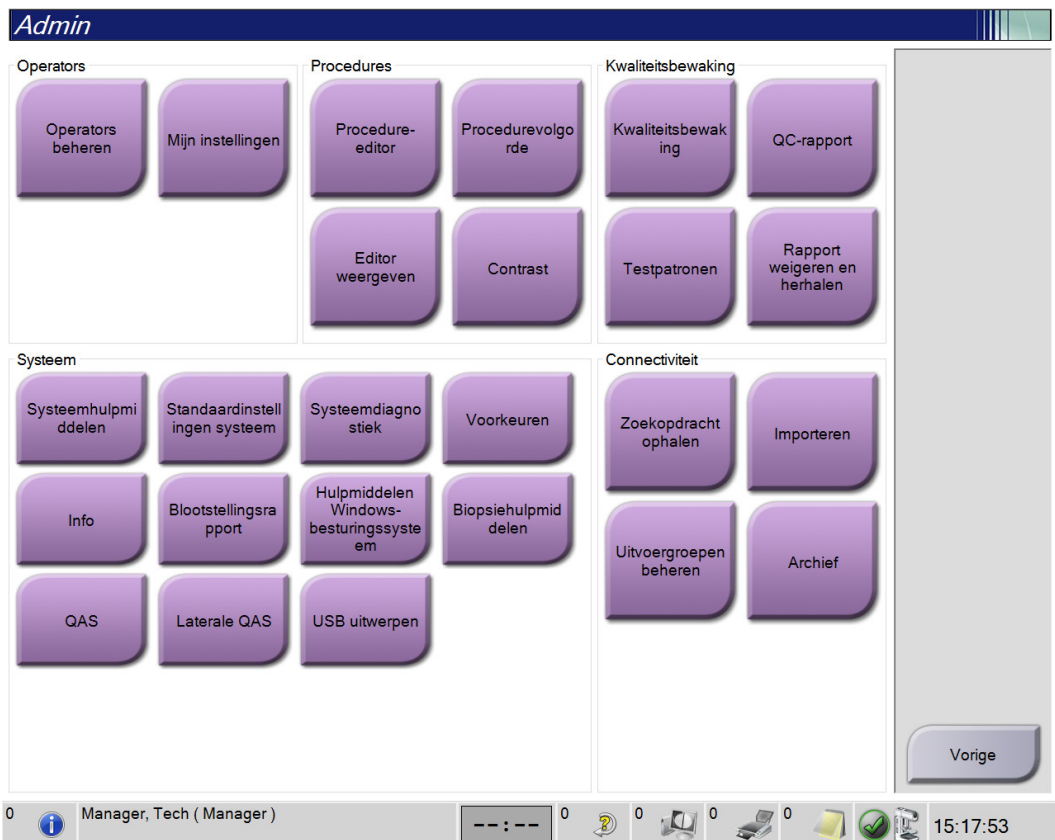 Admin
Operators
Operators
beheren
Mijn instellingen
Procedures
Procedure-
editor
Procedurevolgo
rde
Editor
weergeven
Contrast
Kwaliteitsbewaking
Kwaliteitsbewak
ing
QC-rapport
Testpatronen
Rapport
weigeren en
herhalen
Systeem
Systeemhulpmi
ddelen
Standaardinstell
ingen systeem
Systeemdiagno
stiek
Voorkeuren
Info
Blootstellingsra
pport
Hulpmiddelen
Windows-
besturingssyste
em
Biopsiehulpmid
delen
QAS
Laterale QAS
USB uitwerpen
Connectiviteit
Zoekopdracht
ophalen
Importeren
Uitvoergroepen
beheren
Archief
Vorige
0
Manager, Tech ( Manager )
--:--
0
0
0
0
15:17:53